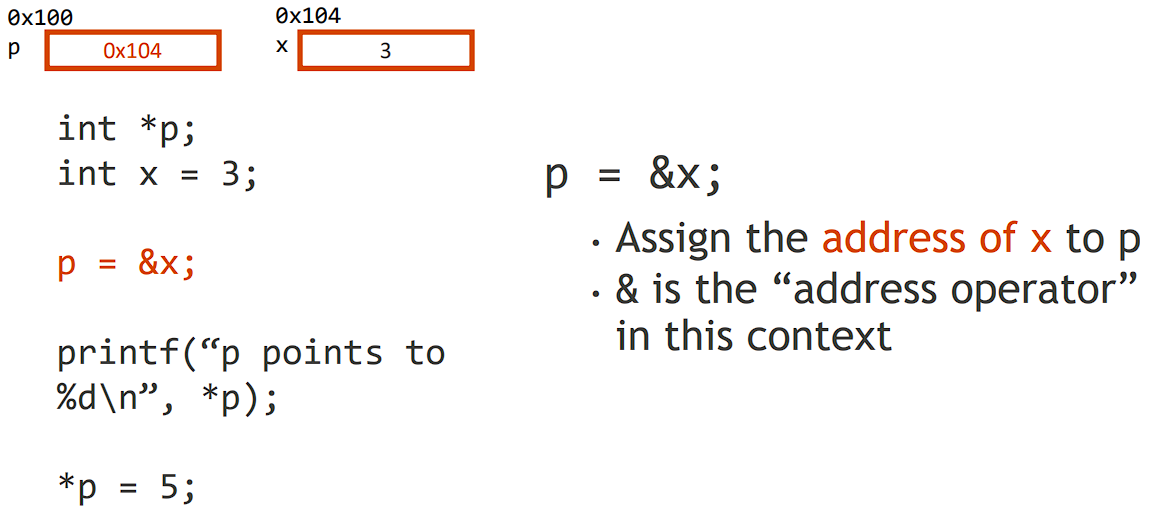 0x100 0x104
p 0x104 x 3
int *p;
int x = 3;
p = &x;
printf(“p points to
%d\n”, *p);
*p = 5;
p = &x;
• Assign the address of x to p
• & is the “address operator”
in this context